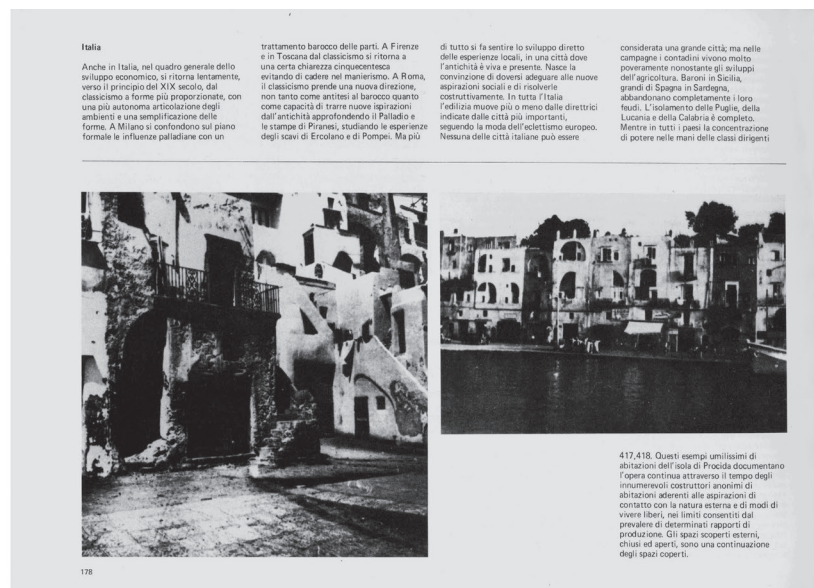 Italia
Anche in Italia, nel quadro generale dello
sviluppo economico, si ritorna lentamente,
verso il principio del XIX secolo, dal
classicismo a forme più proporzionate, con
una più autonoma articolazione degli
ambienti e una semplificazione delle
forme. A Milano si confondono sul piano
formale le influenze palladiane con un
trattamento barocco delle parti. A Firenze
e in Toscana dal classicismo si ritorna a
una certa chiarezza cinquecentesca
evitando di cadere nel manierismo. A Roma,
il classicismo prende una nuova direzione,
non tanto come antitesi al barocco quanto
come capacità di trarre nuove ispirazioni
dall'antichità approfondendo il Palladio e
le stampe di Piranesi, studiando le esperienze
degli scavi di Ercolano e di Pompei. Ma più
di tutto si fa sentire lo sviluppo diretto
delle esperienze locali, in una città dove
l'antichità è viva e presente. Nasce la
convinzione di doversi adeguare alle nuove
aspirazioni sociali e di risolverle
costruttivamente. In tutta l'Italia
l'edilizia muove più o meno dalle direttrici
indicate dalle città più importanti,
seguendo la moda dell'eclettismo europeo.
Nessuna delle città italiane può essere
considerata una grande città; ma nelle
campagne i contadini vivono molto
poveramente nonostante gli sviluppi
dell'agricoltura. Baroni in Sicilia,
grandi di Spagna in Sardegna,
abbandonano completamente i loro
feudi. L'isolamento delle Puglie, della
Lucania e della Calabria è completo.
Mentre in tutti i paesi la concentrazione
di potere nelle mani delle classi dirigenti
417,418. Questi esempi umilissimi di
abitazioni dell'isola di Procida documentano
l'opera continua attraverso il tempo degli
innumerevoli costruttori anonimi di
abitazioni aderenti alle aspirazioni di
contatto con la natura esterna e di modi di
vivere liberi, nei limiti consentiti dal
prevalere di determinati rapporti di
produzione. Gli spazi scoperti esterni,
chiusi ed aperti, sono una continuazione
degli spazi coperti.
178